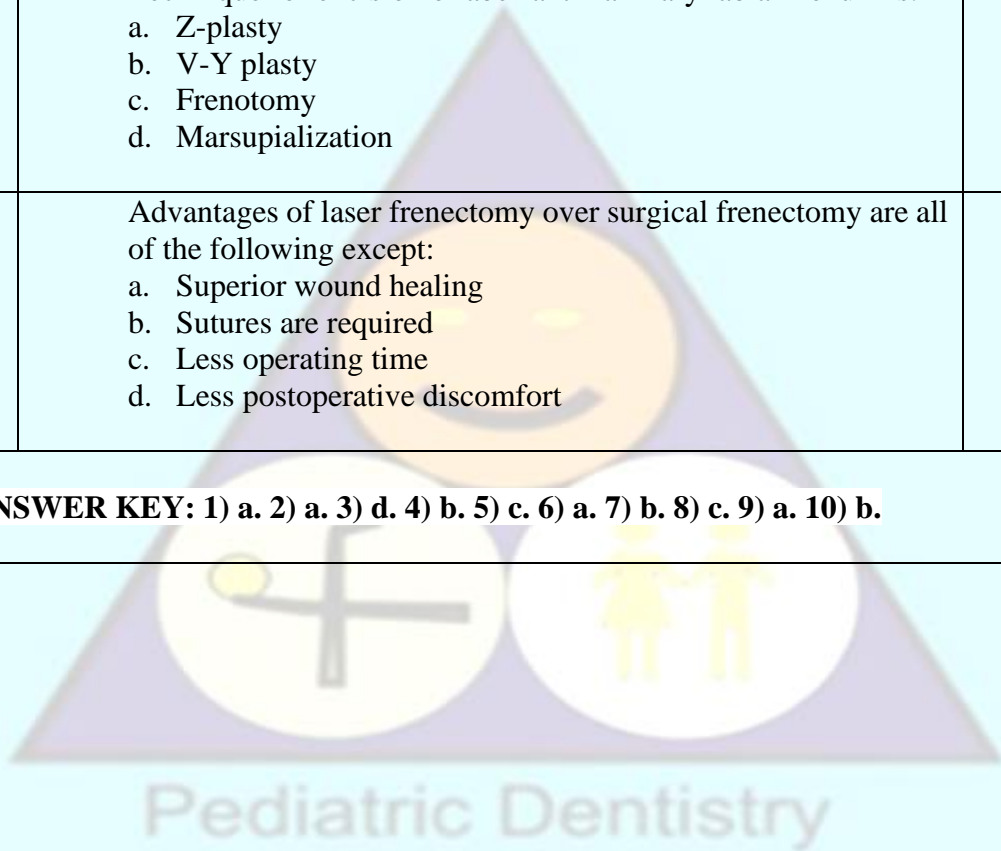 a. Z-plasty
b. V-Y plasty
c. Frenotomy
d. Marsupialization
Advantages of laser frenectomy over surgical frenectomy are all
of the following except:
a. Superior wound healing
b. Sutures are required
c. Less operating time
d. Less postoperative discomfort
NSWER KEY: 1) a. 2) a. 3) d. 4) b. 5) c. 6) a. 7) b. 8) c. 9) a. 10) b.
Pediatric Dentistry